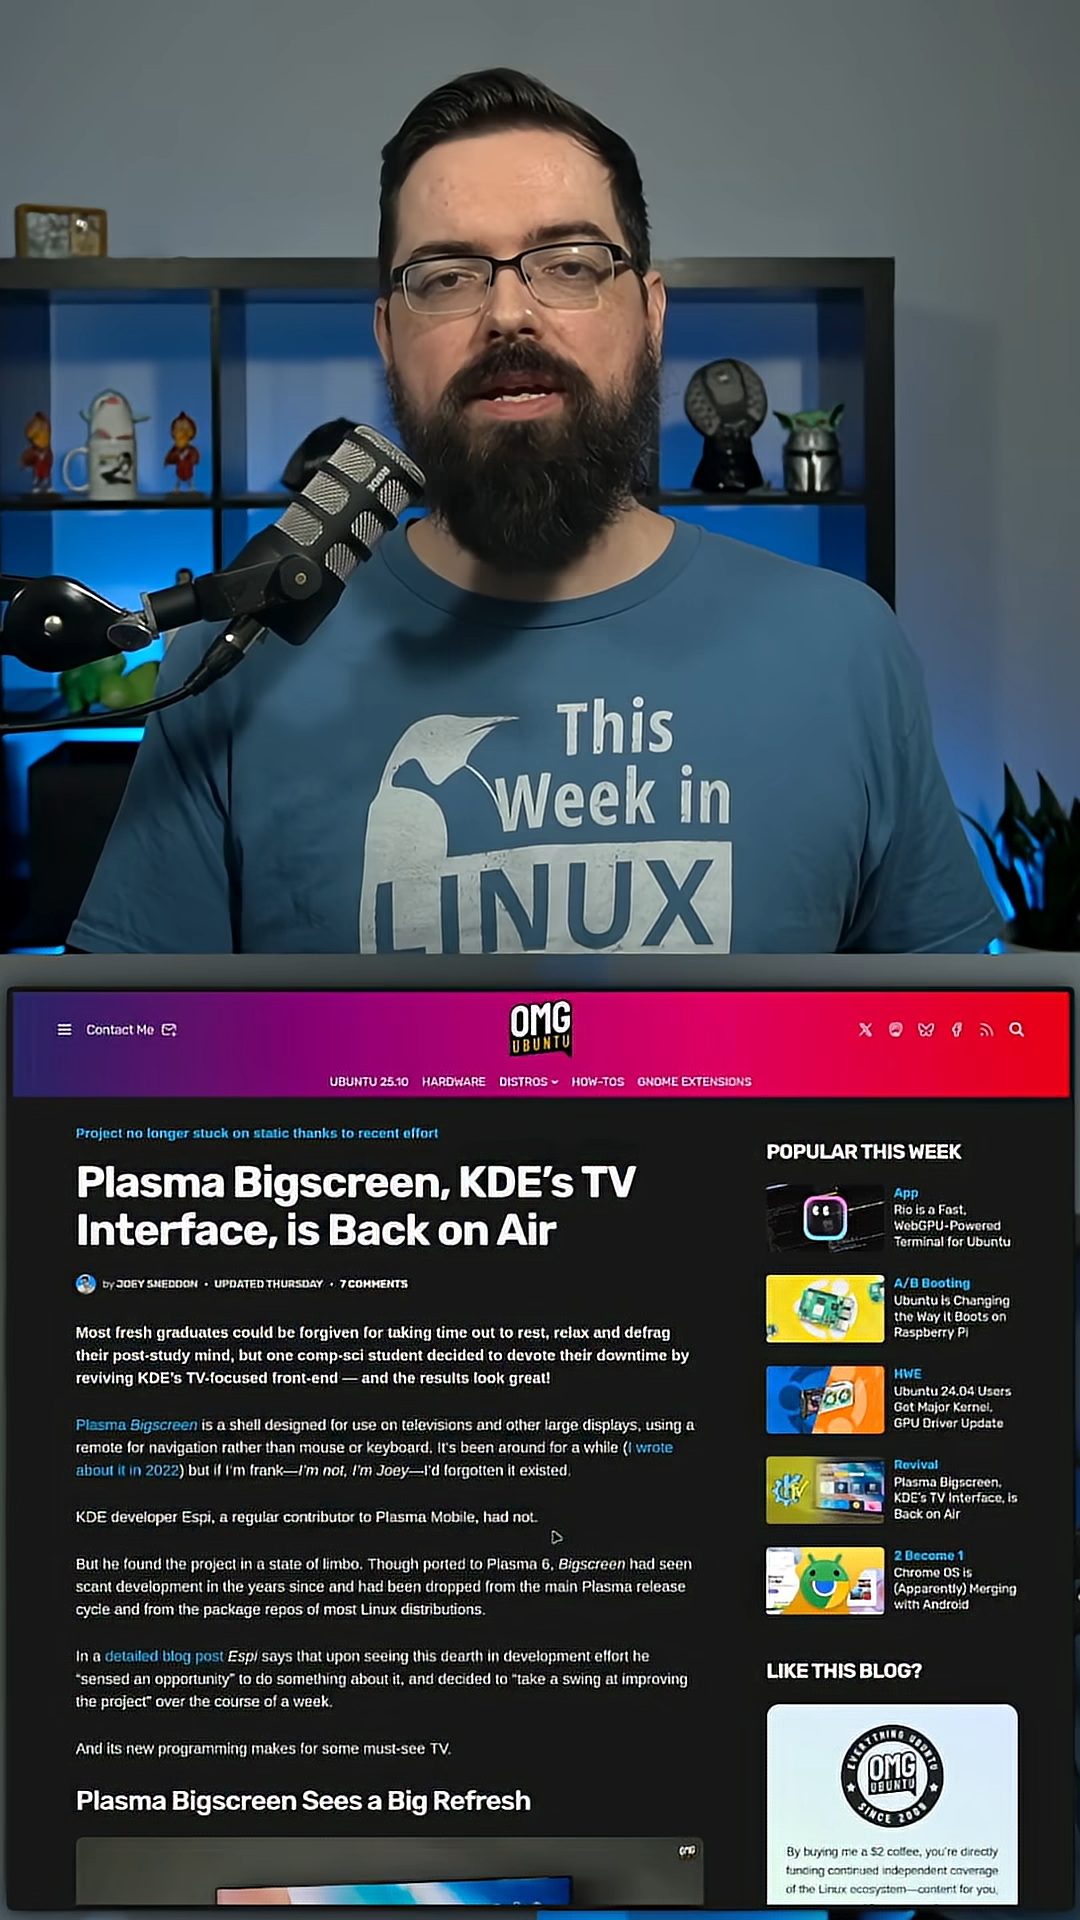 RODE
This
Week in
LINUX
Contact Me
OMG
UBUNTU
UBUNTU 25.10 HARDWARE DISTROS HOW-TOS GNOME EXTENSIONS
Project no longer stuck on static thanks to recent effort
Plasma Bigscreen, KDE’s TV
Interface, is Back on Air
by JOEY SNEDDON • UPDATED THURSDAY • 7 COMMENTS
Most fresh graduates could be forgiven for taking time out to rest, relax and defrag
their post-study mind, but one comp-sci student decided to devote their downtime by
reviving KDE’s TV-focused front-end — and the results look great!
Plasma Bigscreen is a shell designed for use on televisions and other large displays, using a
remote for navigation rather than mouse or keyboard. It’s been around for a while (I wrote
about it in 2022) but if I’m frank—I’m not, I’m Joey—I’d forgotten it existed.
KDE developer Espi, a regular contributor to Plasma Mobile, had not.
But he found the project in a state of limbo. Though ported to Plasma 6, Bigscreen had seen
scant development in the years since and had been dropped from the main Plasma release
cycle and from the package repos of most Linux distributions.
In a detailed blog post Espi says that upon seeing this dearth in development effort he
“sensed an opportunity” to do something about it, and decided to “take a swing at improving
the project” over the course of a week.
And its new programming makes for some must-see TV.
Plasma Bigscreen Sees a Big Refresh
OMG
POPULAR THIS WEEK
App
Rio is a Fast,
WebGPU-Powered
Terminal for Ubuntu
A/B Booting
Ubuntu is Changing
the Way it Boots on
Raspberry Pi
HWE
Ubuntu 24.04 Users
Get Major Kernel,
GPU Driver Update
Revival
Plasma Bigscreen,
KDE’s TV Interface, is
Back on Air
2 Become 1
Chrome OS is
(Apparently) Merging
with Android
LIKE THIS BLOG?
EVERYTHING UBUNTU
OMG
UBUNTU
SINCE 2009
By buying me a $2 coffee, you’re directly
funding continued independent coverage
of the Linux ecosystem—content for you,